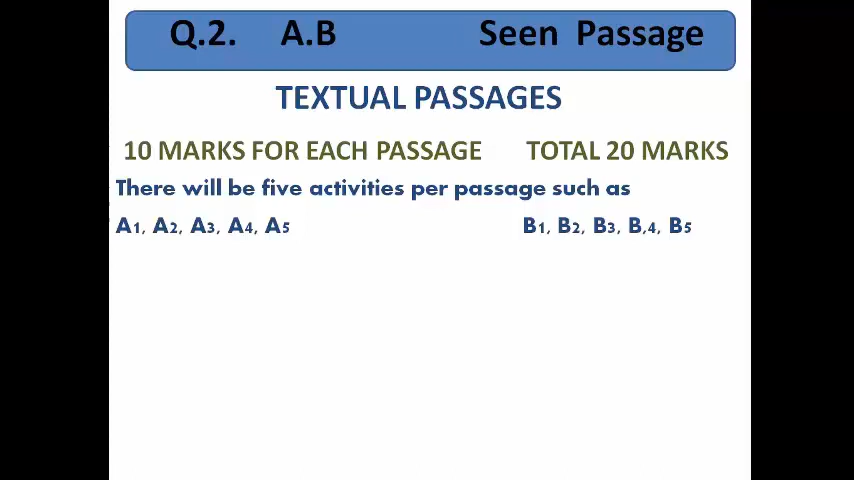 Q.2. A.B Seen Passage
TEXTUAL PASSAGES
10 MARKS FOR EACH PASSAGE TOTAL 20 MARKS
There will be five activities per passage such as
A1, A2, A3, A4, A5 B1, B2, B3, B,4, B5